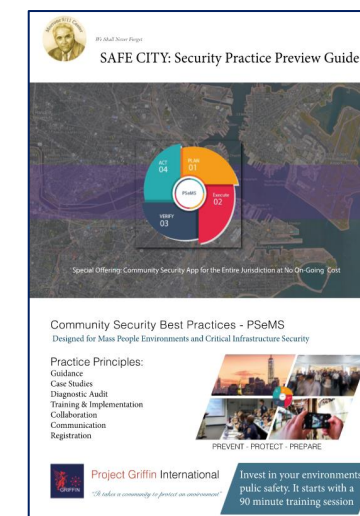 We Shall Never Forget
SAFE CITY: Security Practice Preview Guide
ACT
04
PLAN
01
PSeMS
Execute
02
VERIFY
03
Special Offering: Community Security App for the Entire Jurisdiction at No On-Going Cost
Community Security Best Practices - PSeMS
Designed for Mass People Environments and Critical Infrastructure Security
Practice Principles:
Guidance
Case Studies
Diagnostic Audit
Training & Implementation
Collaboration
Communication
Registration
PREVENT - PROTECT - PREPARE
GRIFFIN
Project Griffin International
"It takes a community to protect an environment"
Invest in your environments
pulic safety. It starts with a
90 minute training session